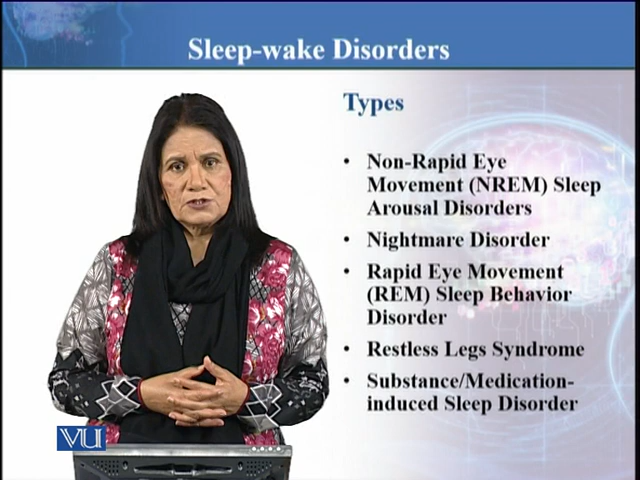 Sleep-wake Disorders
Types
• Non-Rapid Eye
Movement (NREM) Sleep
Arousal Disorders
• Nightmare Disorder
• Rapid Eye Movement
(REM) Sleep Behavior
Disorder
• Restless Legs Syndrome
• Substance/Medication-
induced Sleep Disorder
VU